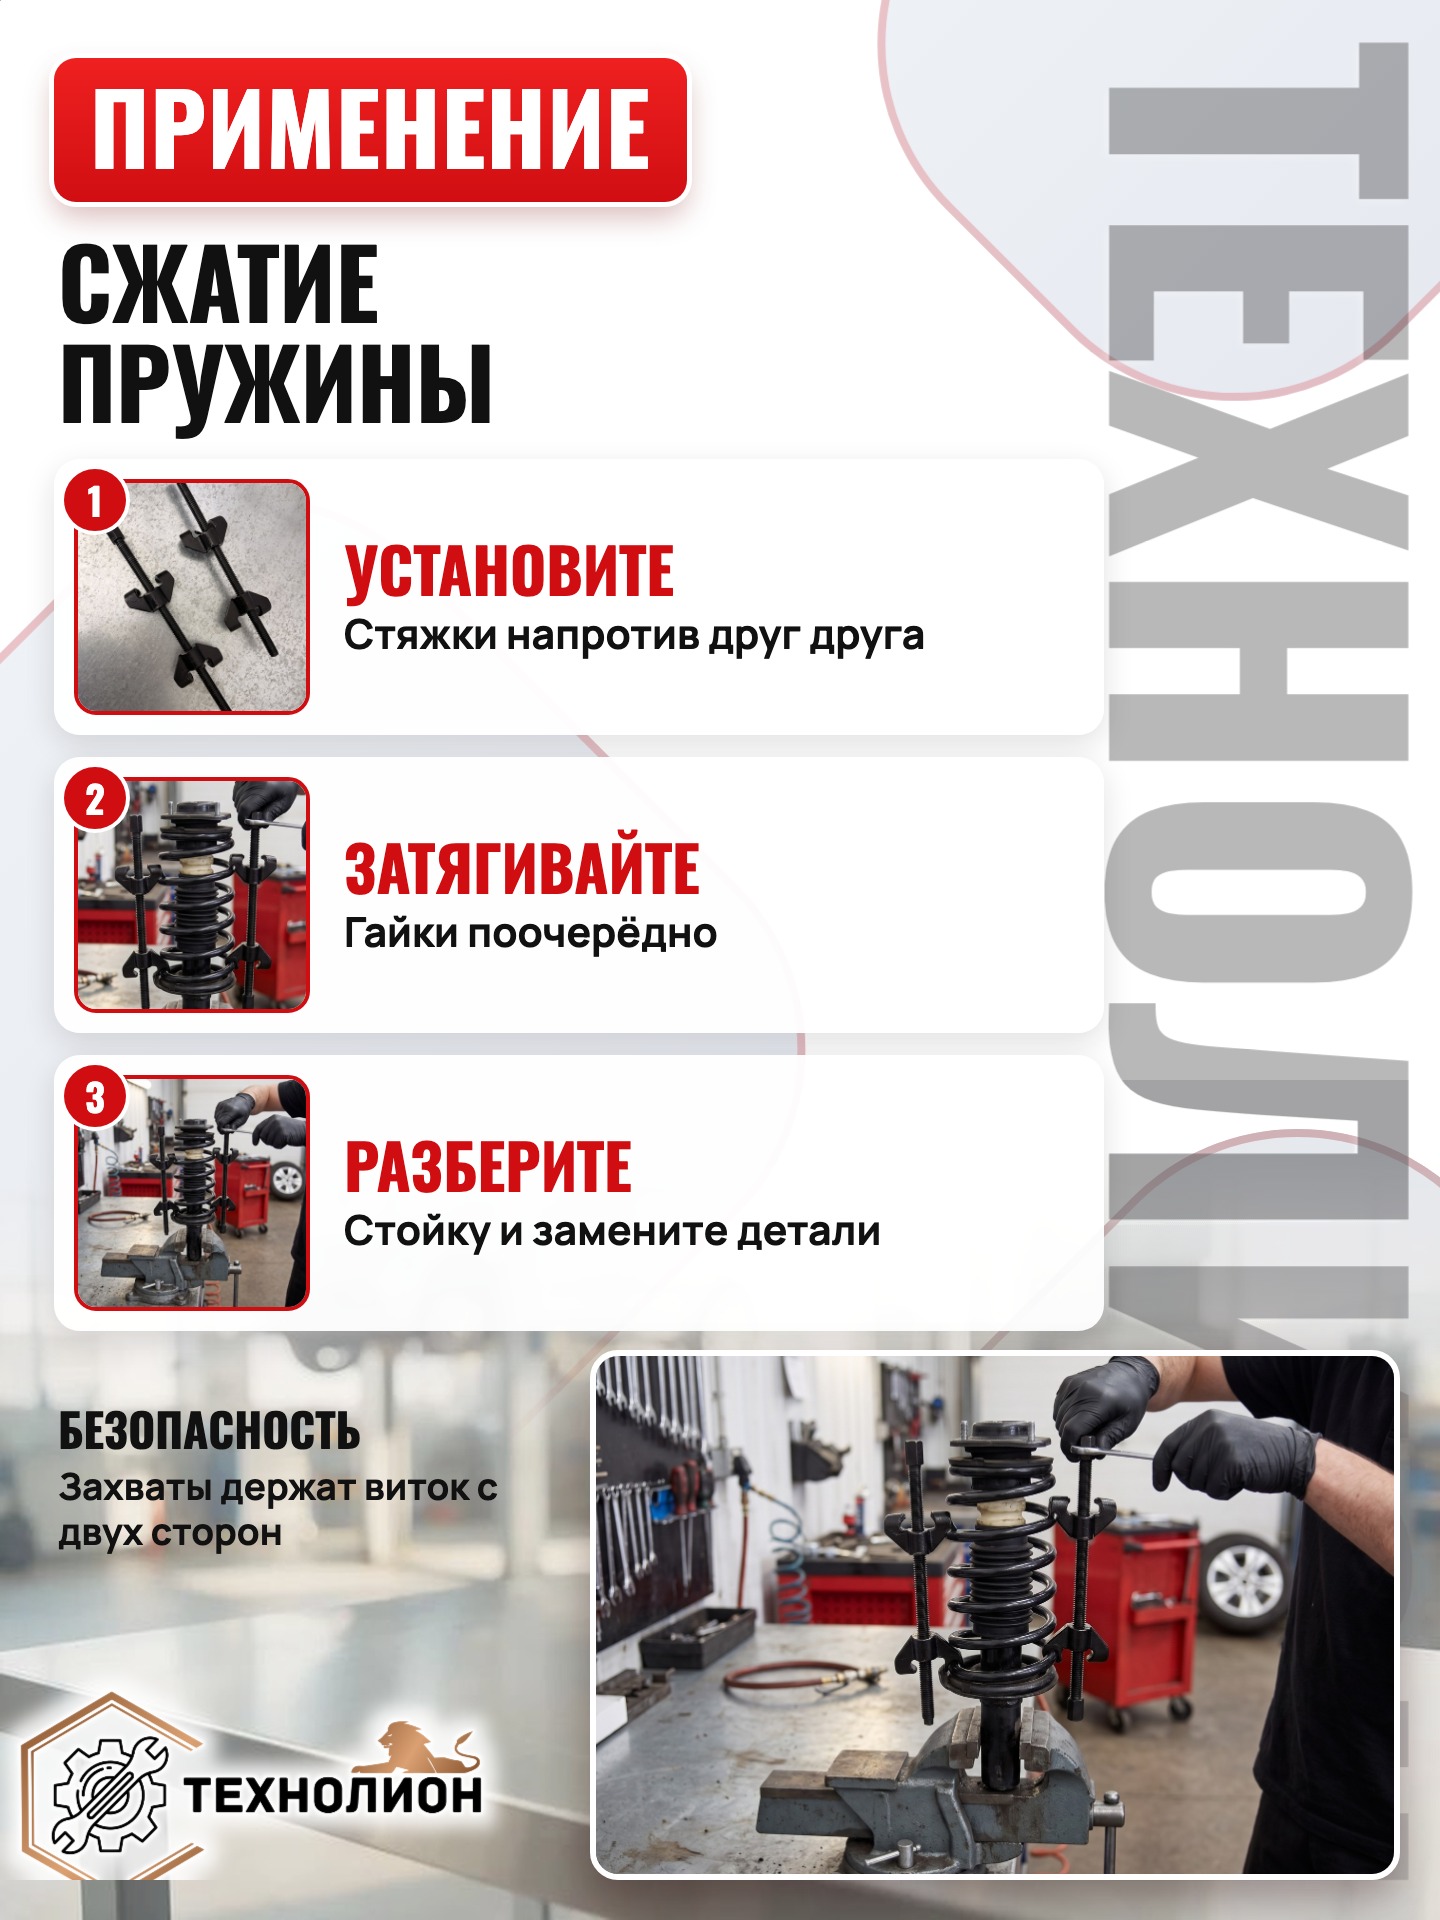 ПРИМЕНЕНИЕ
СЖАТИЕ
ПРУЖИНЫ
1
УСТАНОВИТЕ
Стяжки напротив друг друга
2
ЗАТЯГИВАЙТЕ
Гайки поочерёдно
3
РАЗБЕРИТЕ
Стойку и замените детали
БЕЗОПАСНОСТЬ
Захваты держат виток с
двух сторон
ТЕХНОЛИОН
ТЕХНОЛИ